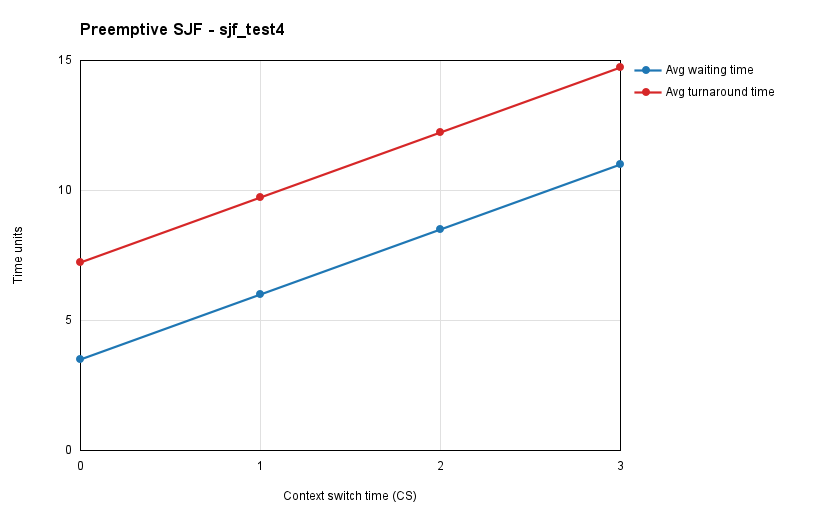 Preemptive SJF - sjf_test4
Avg waiting time
Avg turnaround time
Time units
15
10
5
0
0 1 2 3
Context switch time (CS)